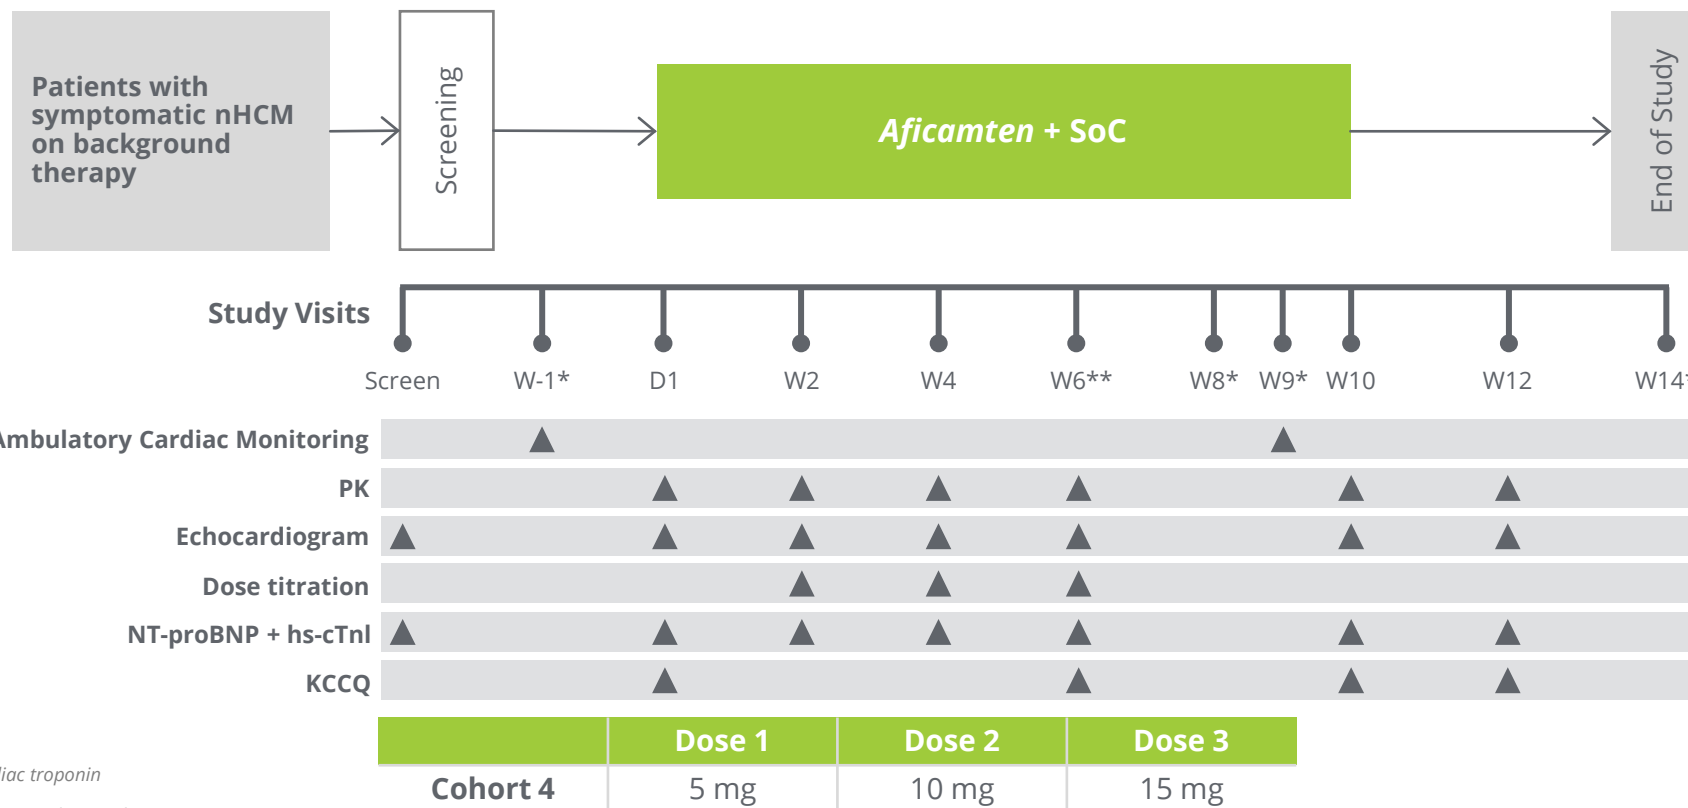 Patients with
symptomatic nHCM
on background
therapy
Screening
Aficamten + SoC
End of Study
Study Visits
Screen W-1* D1 W2 W4 W6** W8* W9* W10 W12 W14*
Ambulatory Cardiac Monitoring
PK
Echocardiogram
Dose titration
NT-proBNP + hs-cTnI
KCCQ
Dose 1 Dose 2 Dose 3
Cohort 4 5 mg 10 mg 15 mg
troponin